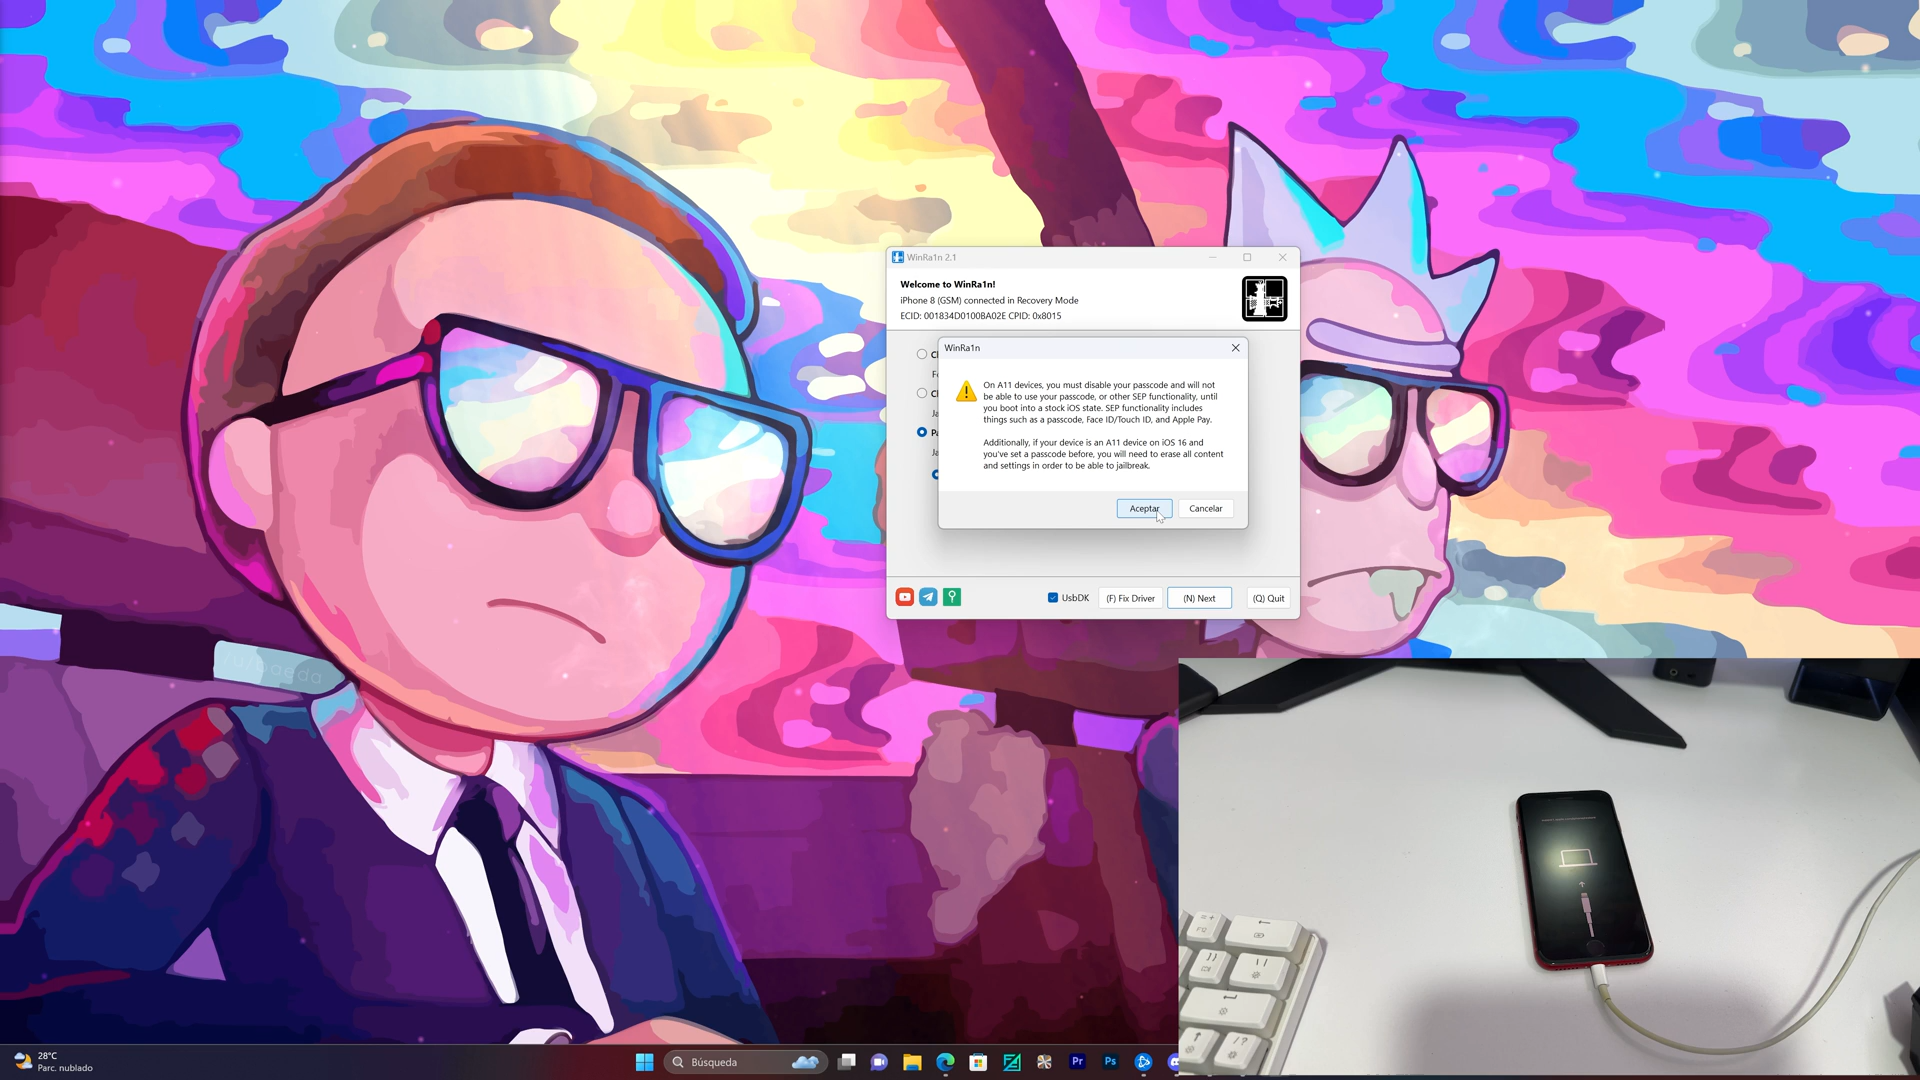 WinRa1n 2.1
Welcome to WinRa1n!
iPhone 8 (GSM) connected in Recovery Mode
ECID: 001834D0100BA02E CPID: 0x8015
WinRa1n
On A11 devices, you must disable your passcode and will not
be able to use your passcode, or other SEP functionality, until
you boot into a stock iOS state. SEP functionality includes
things such as a passcode, Face ID/Touch ID, and Apple Pay.
Additionally, if your device is an A11 device on iOS 16 and
you've set a passcode before, you will need to erase all content
and settings in order to be able to jailbreak.
Aceptar
Cancelar
UsbDK
(F) Fix Driver
(N) Next
(Q) Quit
28°C
Parc. nublado
Búsqueda
Pr
Ps